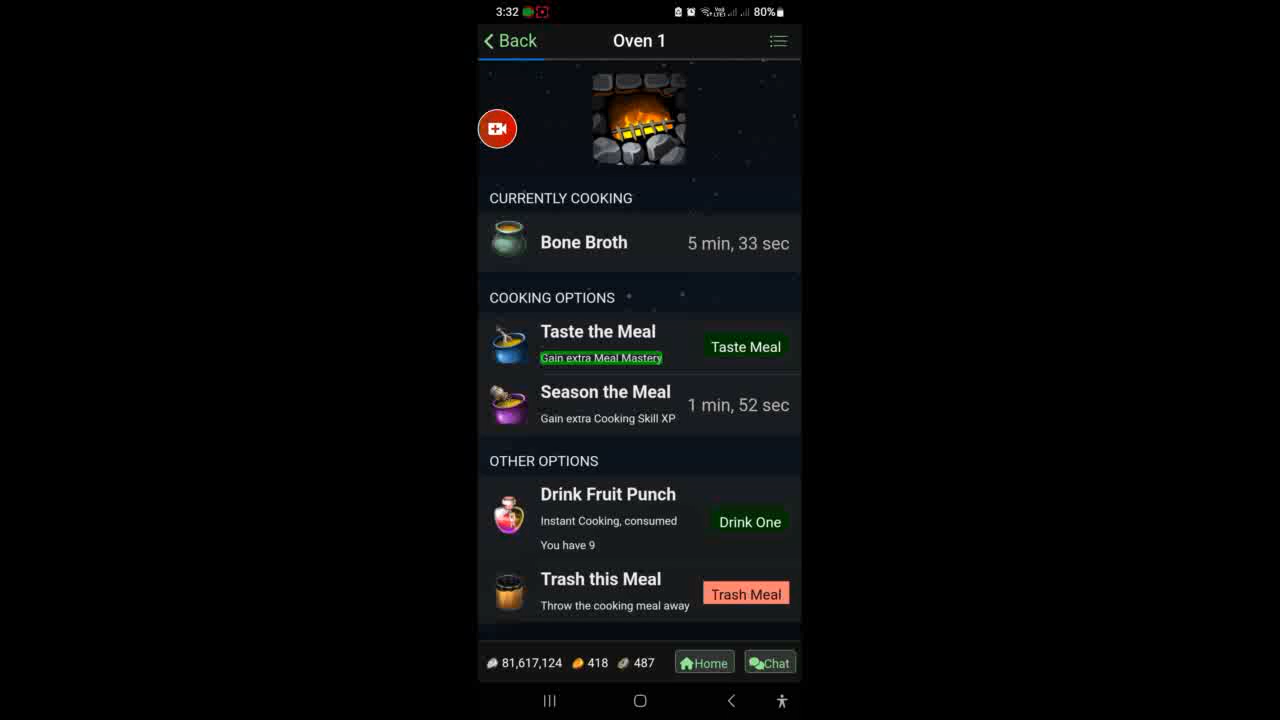 3:32 80%
Back Oven 1
CURRENTLY COOKING
Bone Broth 5 min, 33 sec
COOKING OPTIONS
Taste the Meal
Gain extra Meal Mastery
Taste Meal
Season the Meal
Gain extra Cooking Skill XP
1 min, 52 sec
OTHER OPTIONS
Drink Fruit Punch
Instant Cooking, consumed
You have 9
Drink One
Trash this Meal
Throw the cooking meal away
Trash Meal
81,617,124 418 487 Home Chat